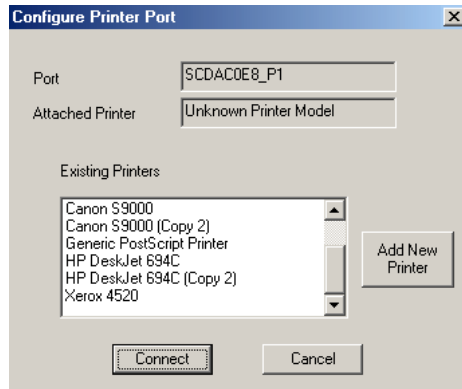 Configure Printer Port
Port
SCDAC0E8_P1
Attached Printer
Unknown Printer Model
Existing Printers
Canon S9000
Canon S9000 (Copy 2)
Generic PostScript Printer
HP DeskJet 694C
HP DeskJet 694C (Copy 2)
Xerox 4520
Add New
Printer
Connect
Cancel